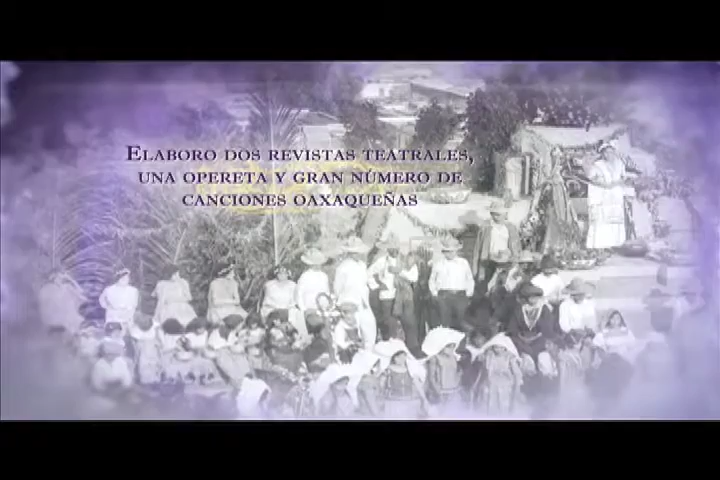 ELABORO DOS REVISTAS TEATRALES,
UNA OPERETA Y GRAN NÚMERO DE
CANCIONES OAXAQUEÑAS